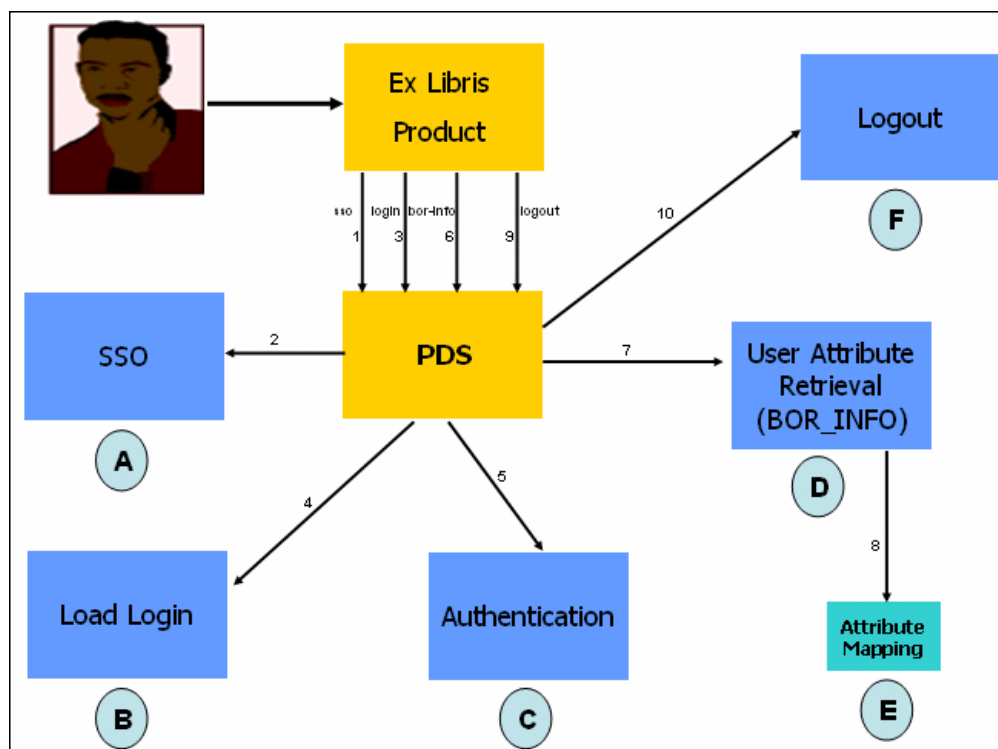 Ex Libris
Product
Logout
10
F
sso login bor-info logout
1 3 6 9
SSO
2
A
PDS
7
User Attribute
Retrieval
(BOR_INFO)
D
4
5
8
Load Login
B
Authentication
C
Attribute
Mapping
E